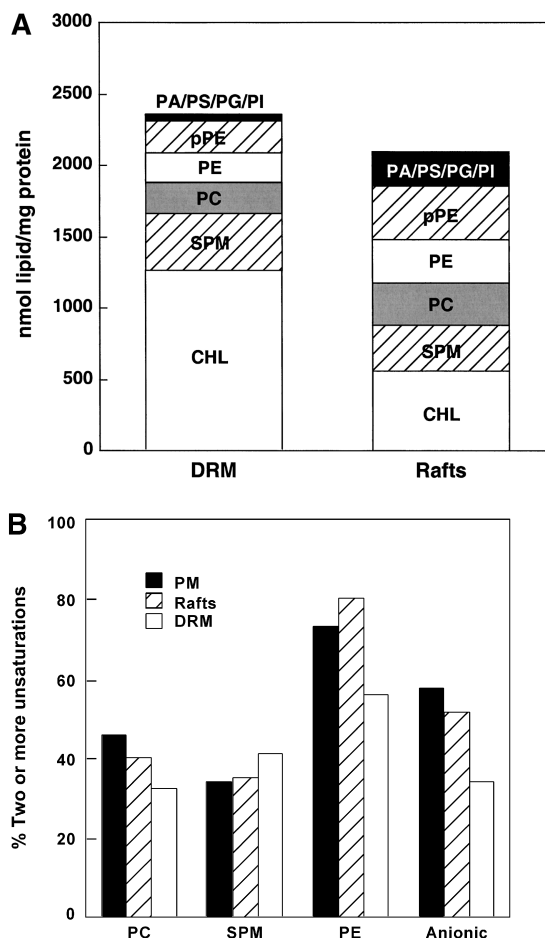 A
3000
2500
2000
1500
1000
500
0
nmol lipid/mg protein
PA/PS/PG/PI
pPE
PE
PC
SPM
CHL
DRM
PA/PS/PG/PI
pPE
PE
PC
SPM
CHL
Rafts
B
100
80
60
40
20
0
% Two or more unsaturations
PM
Rafts
DRM
PC
SPM
PE
Anionic